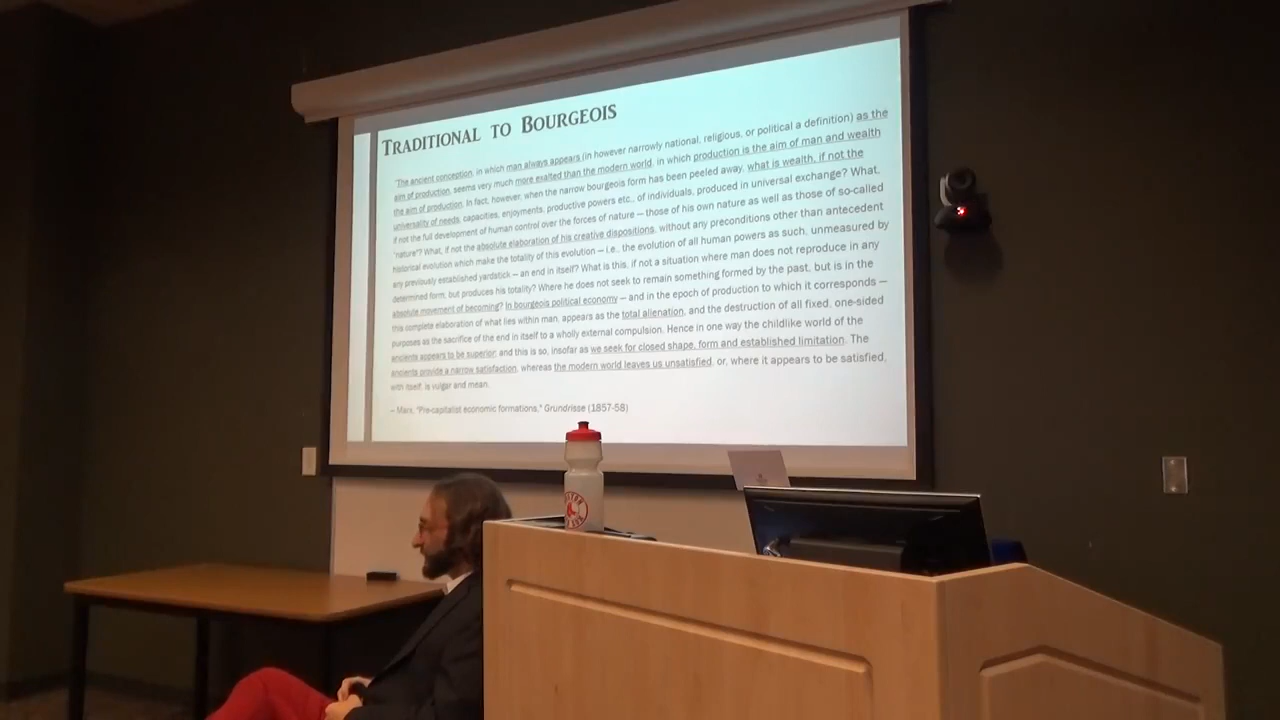 TRADITIONAL TO BOURGEOIS
"The ancient conception, in which man always appears (in however narrowly national, religious, or political a definition) as the
aim of production, seems very much more exalted than the modern world, in which production is the aim of man and wealth
the aim of production. In fact, however, when the narrow bourgeois form has been peeled away, what is wealth, if not the
universality of needs, capacities, enjoyments, productive powers etc., of individuals, produced in universal exchange? What,
if not the full development of human control over the forces of nature – those of his own nature as well as those of so-called
"nature"? What, if not the absolute elaboration of his creative dispositions, without any preconditions other than antecedent
historical evolution which make the totality of this evolution – i.e., the evolution of all human powers as such, unmeasured by
any previously established yardstick – an end in itself? What is this, if not a situation where man does not reproduce in any
determined form, but produces his totality? Where he does not seek to remain something formed by the past, but is in the
absolute movement of becoming? In bourgeois political economy – and in the epoch of production to which it corresponds –
this complete elaboration of what lies within man, appears as the total alienation, and the destruction of all fixed, one-sided
purposes as the sacrifice of the end in itself to a wholly external compulsion. Hence in one way the childlike world of the
ancients appears to be superior; and this is so, insofar as we seek for closed shape, form and established limitation. The
ancients provide a narrow satisfaction, whereas the modern world leaves us unsatisfied, or, where it appears to be satisfied,
with itself, is vulgar and mean.
– Marx, "Pre-capitalist economic formations," Grundrisse (1857-58)
BOSTON
RED SOX